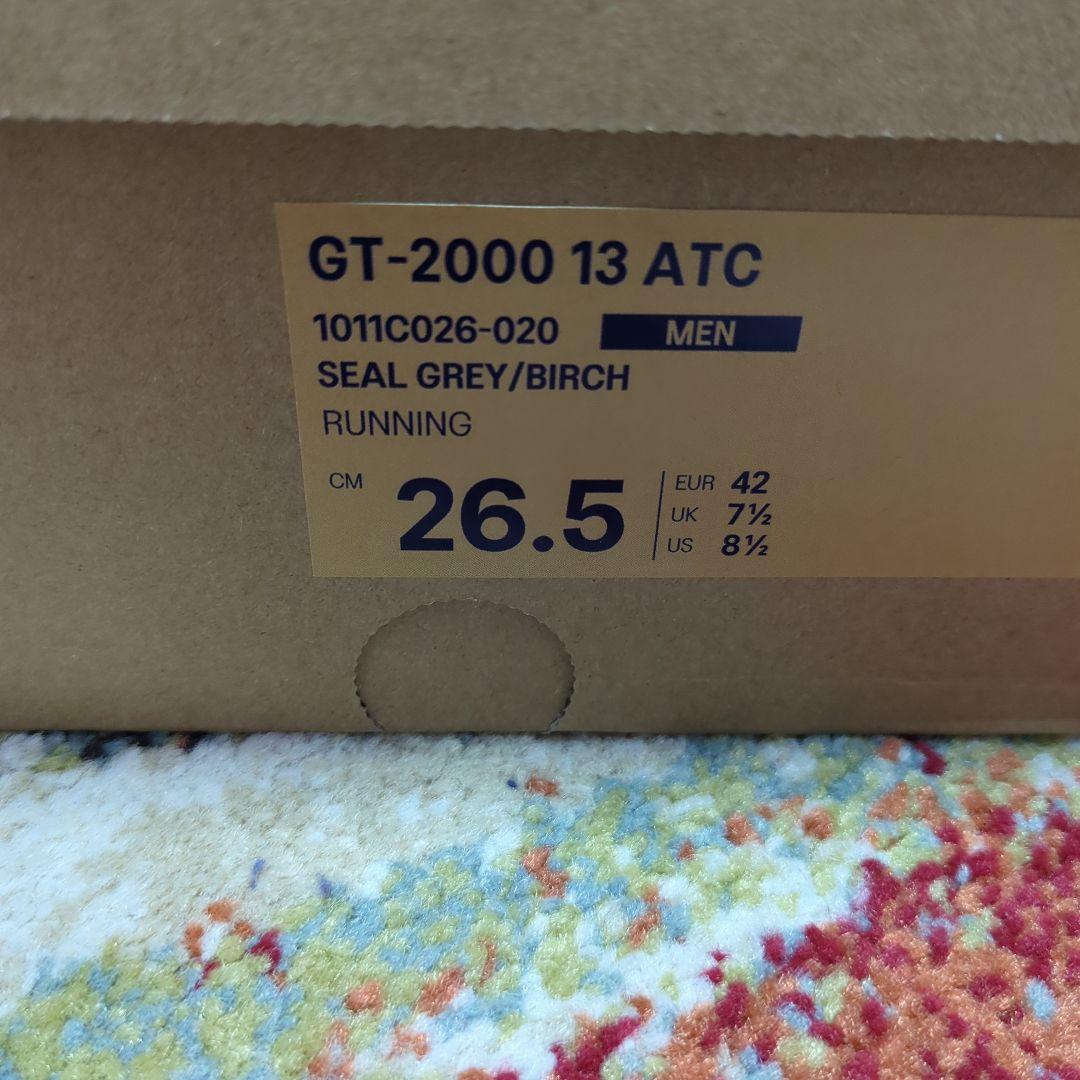 GT-2000 13 ATC
1011C026-020 MEN
SEAL GREY/BIRCH
RUNNING
CM 26.5
EUR 42
UK 7½
US 8½